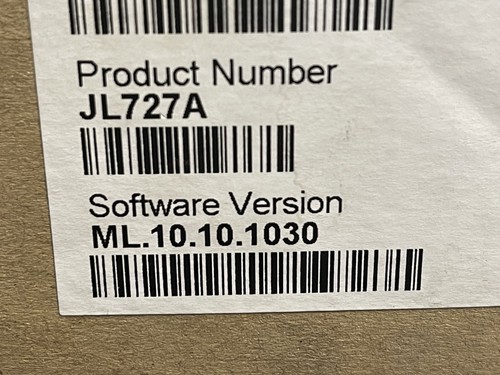 Product Number
JL727A
Software Version
ML.10.10.1030